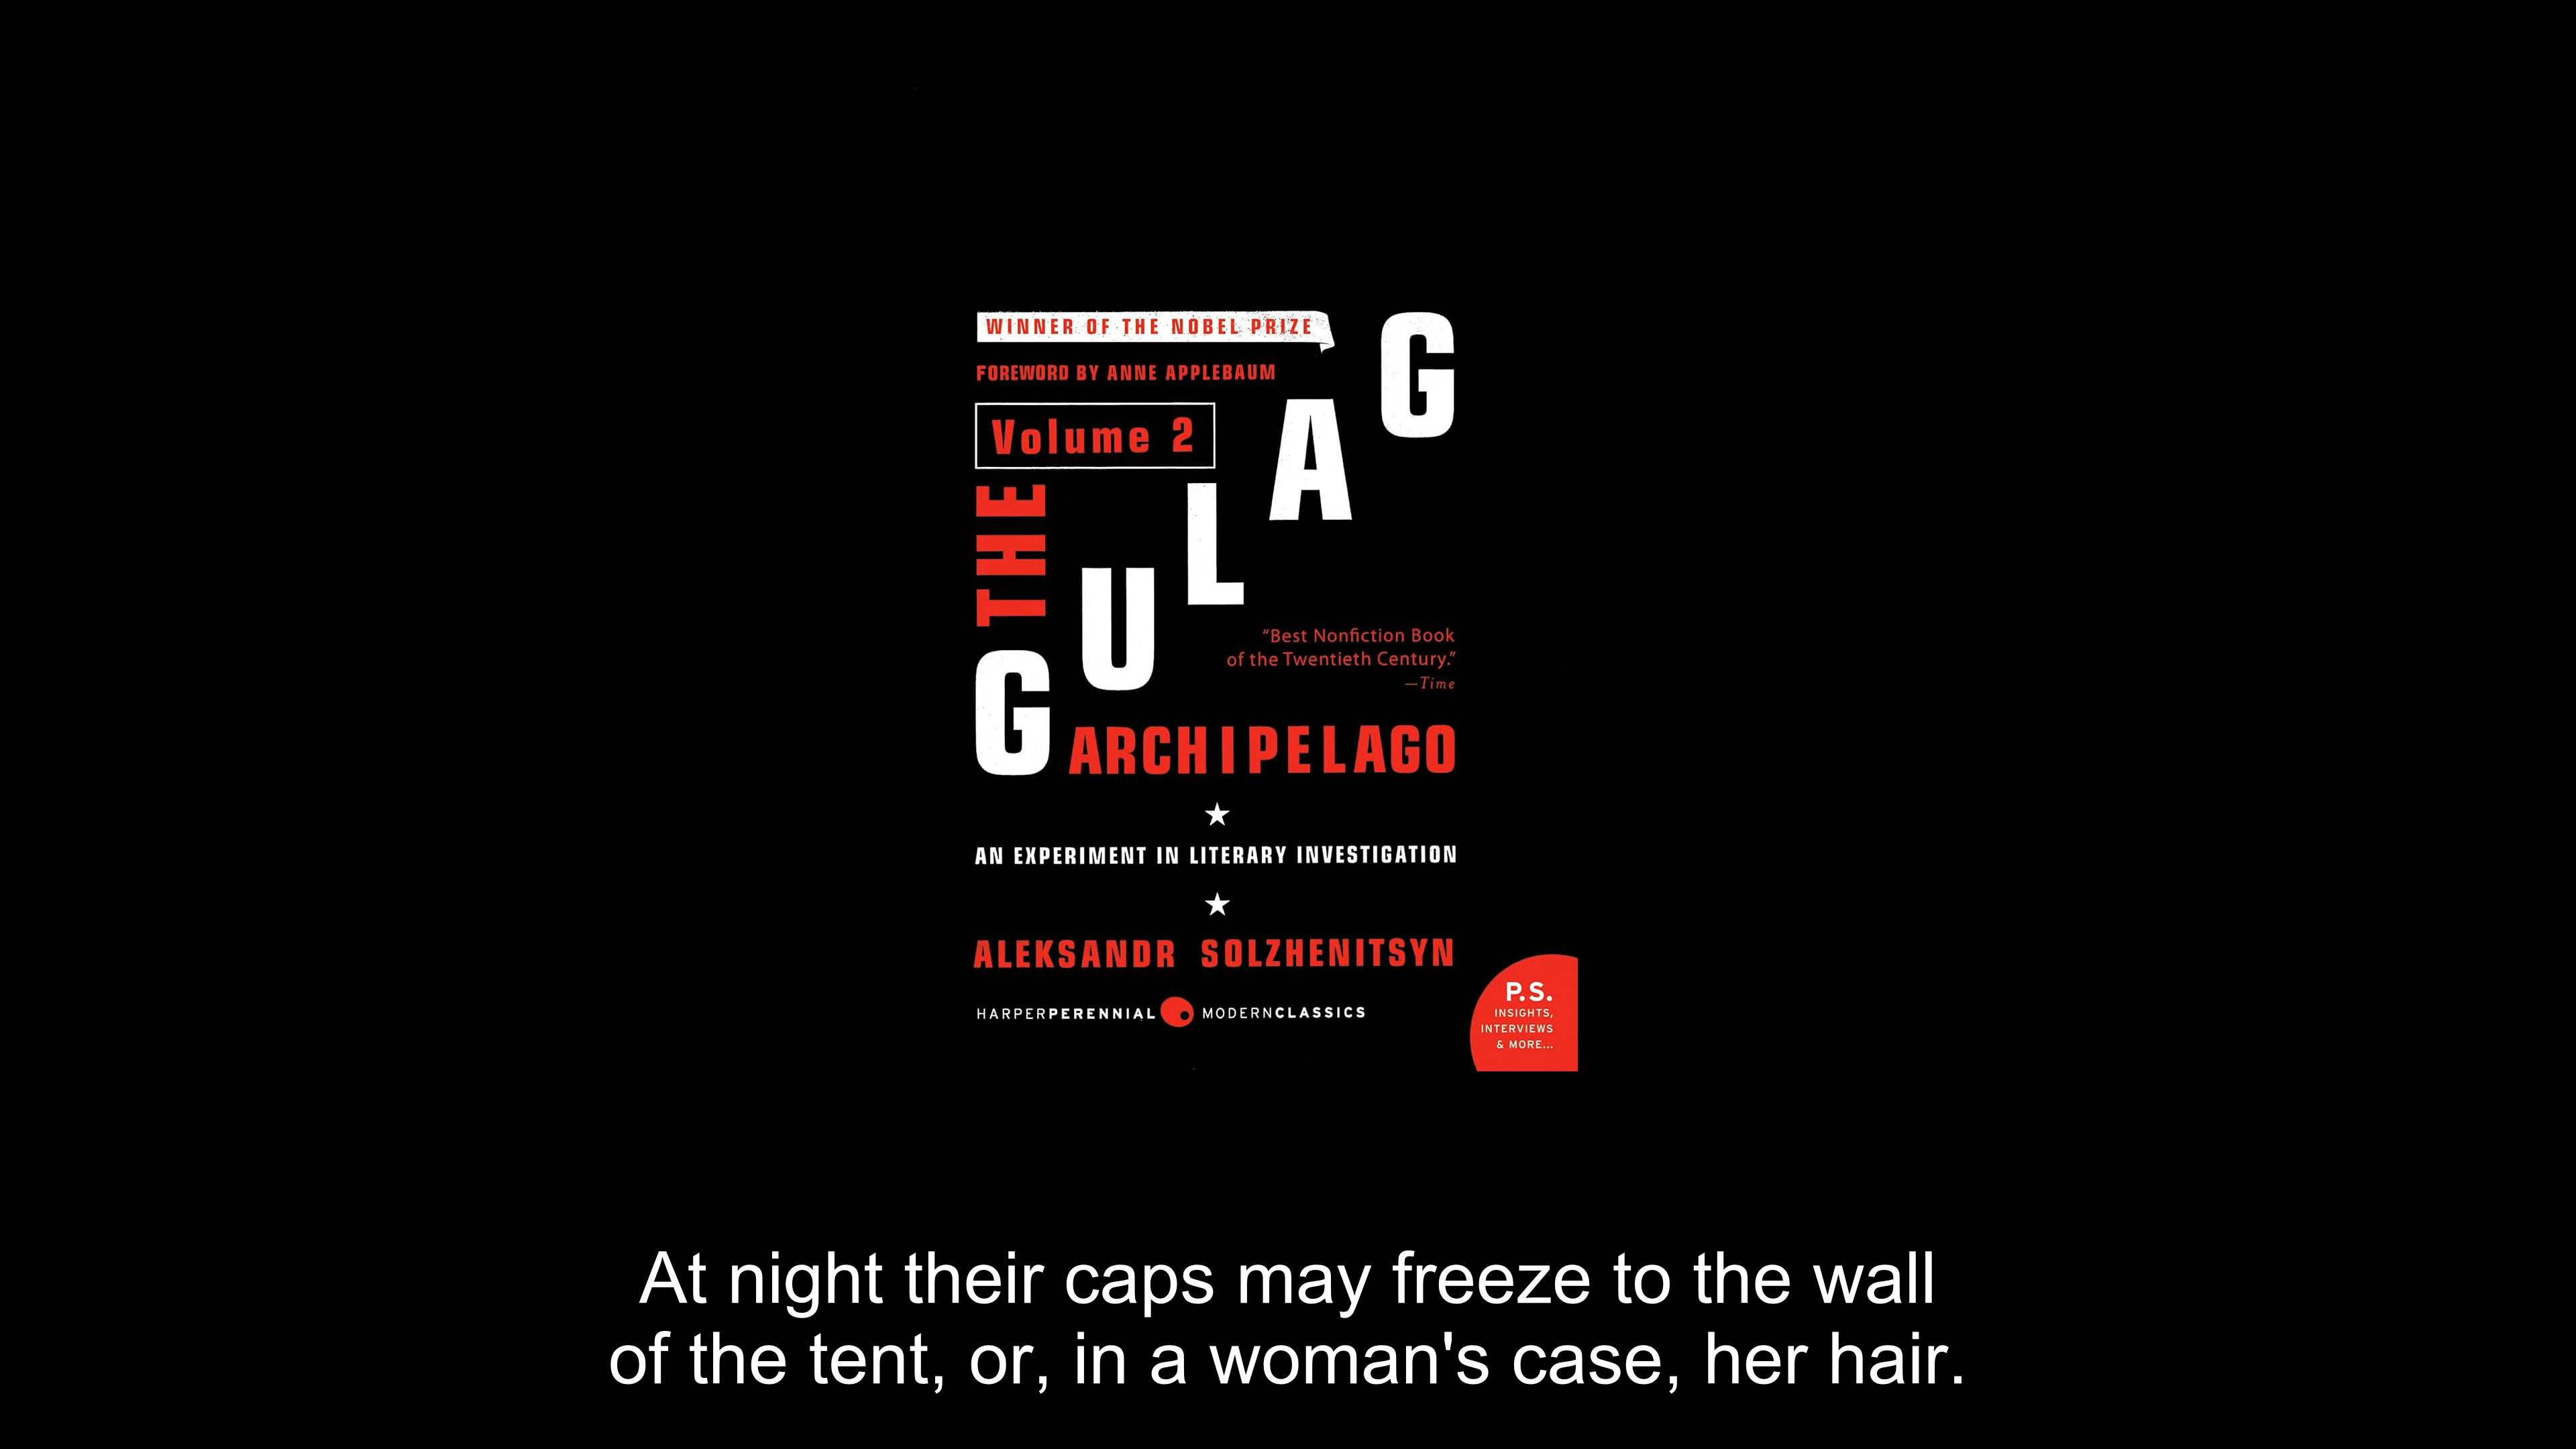 WINNER OF THE NOBEL PRIZE
FOREWORD BY ANNE APPLEBAUM
Volume 2
THE
GULAG
ARCHIPELAGO
"Best Nonfiction Book
of the Twentieth Century."
—Time
AN EXPERIMENT IN LITERARY INVESTIGATION
ALEKSANDR SOLZHENITSYN
HARPERPERENNIAL MODERNCLASSICS
P.S.
INSIGHTS,
INTERVIEWS
& MORE...
At night their caps may freeze to the wall
of the tent, or, in a woman's case, her hair.